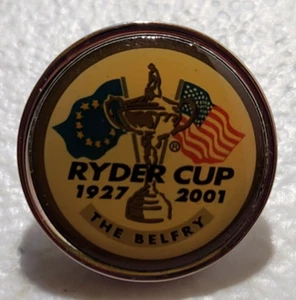 ®
RYDER CUP
1927 2001
THE BELFRY